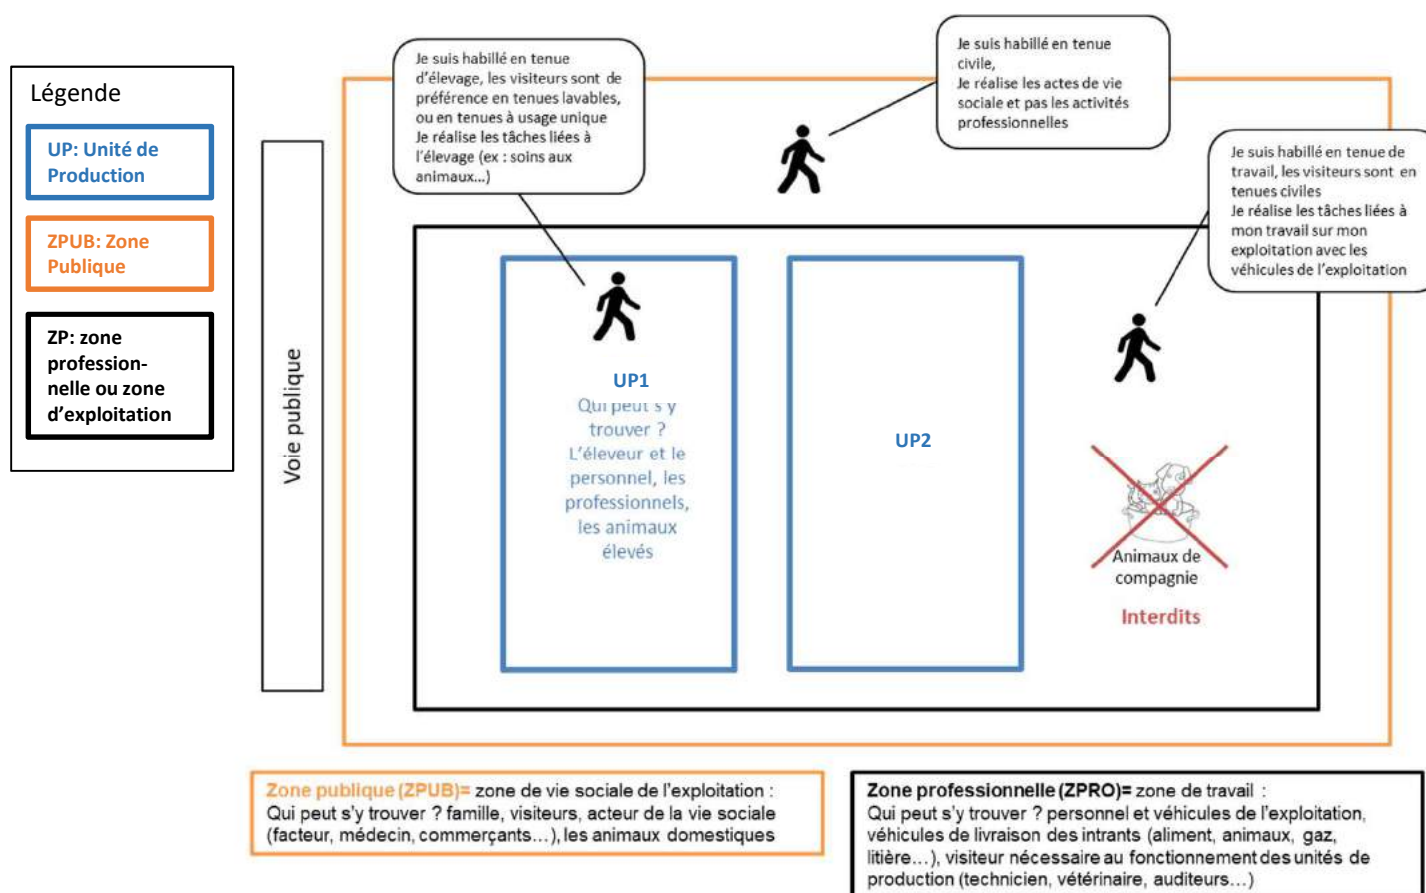 Légende
UP: Unité de
Production
ZPUB: Zone
Publique
ZP: zone
profession-
nelle ou zone
d’exploitation
Voie publique
Je suis habillé en tenue
d’élevage, les visiteurs sont de
préférence en tenues lavables,
ou en tenues à usage unique
Je réalise les tâches liées à
l’élevage (ex : soins aux
animaux…)
Je suis habillé en tenue
civile,
Je réalise les actes de vie
sociale et pas les activités
professionnelles
Je suis habillé en tenue de
travail, les visiteurs sont en
tenues civiles
Je réalise les tâches liées à
mon travail sur mon
exploitation avec les
véhicules de l’exploitation
UP1
Qui peut s’y
trouver ?
L’éleveur et le
personnel, les
professionnels,
les animaux
élevés
UP2
Animaux de
compagnie
Interdits
Zone publique (ZPUB)= zone de vie sociale de l’exploitation :
Qui peut s’y trouver ? famille, visiteurs, acteur de la vie sociale
(facteur, médecin, commerçants…), les animaux domestiques
Zone professionnelle (ZPRO)= zone de travail :
Qui peut s’y trouver ? personnel et véhicules de l’exploitation,
véhicules de livraison des intrants (aliment, animaux, gaz,
litière…), visiteur nécessaire au fonctionnement des unités de
production (technicien, vétérinaire, auditeurs…)